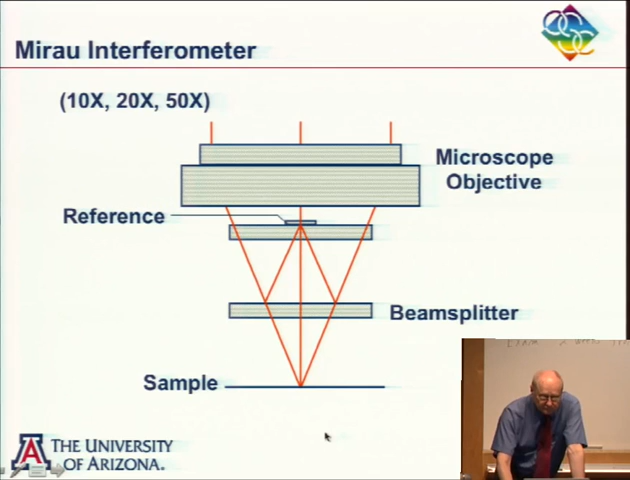 Mirau Interferometer
(10X, 20X, 50X)
Microscope
Objective
Reference
Beamsplitter
Sample
A THE UNIVERSITY
OF ARIZONA.